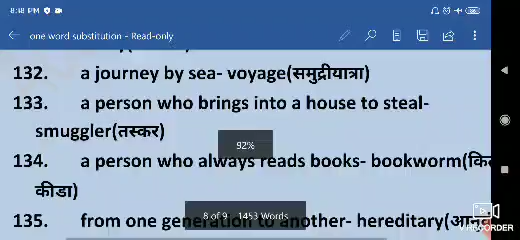 8:38 PM
one word substitution - Read-only
132. a journey by sea- voyage(समुद्रीयात्रा)
133. a person who brings into a house to steal-
smuggler(तस्कर)
92%
134. a person who always reads books- bookworm(कि
कीडा)
8 of 9 1453 Words
135. from one generation to another- hereditary
RECORDER